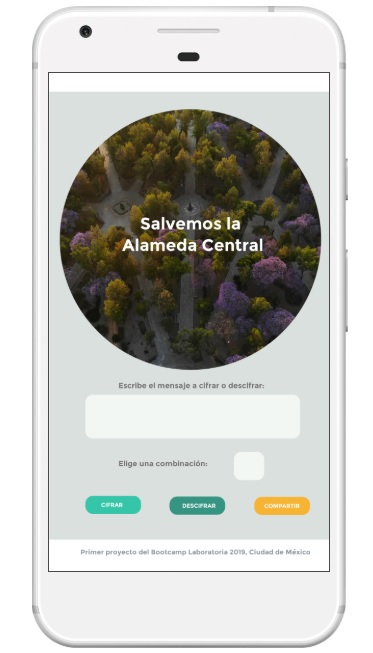 Salvemos la
Alameda Central
Escribe el mensaje a cifrar o descifrar:
Elige una combinación:
CIFRAR DESCIFRAR COMPARTIR
Primer proyecto del Bootcamp Laboratoria 2019, Ciudad de México